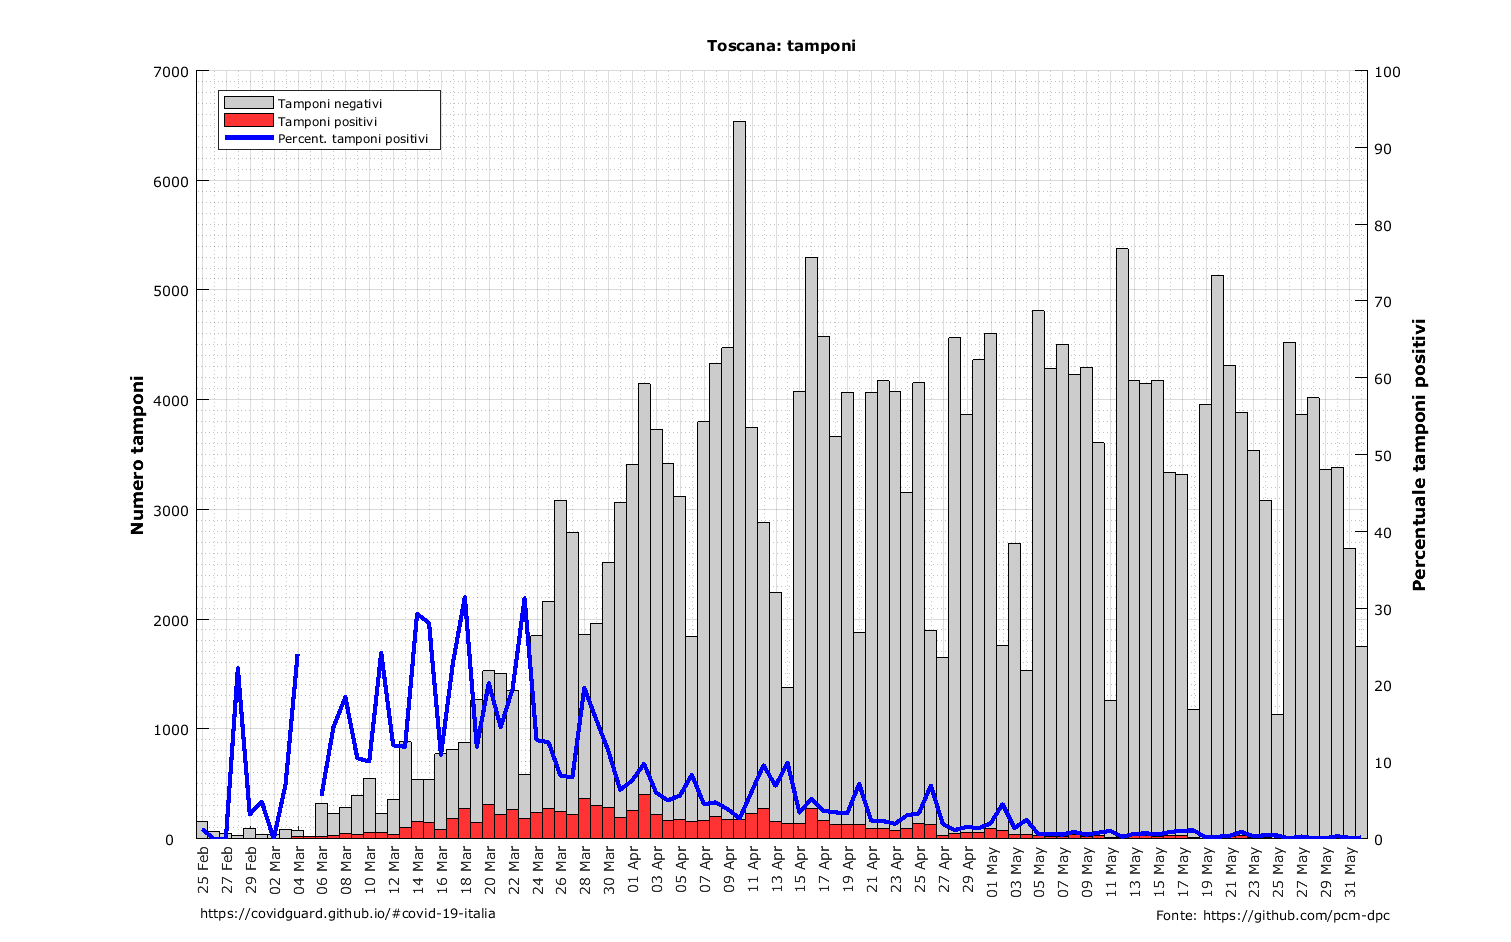 Toscana: tamponi
Tamponi negativi
Tamponi positivi
Percent. tamponi positivi
Numero tamponi
7000
6000
5000
4000
3000
2000
1000
0
Percentuale tamponi positivi
100
90
80
70
60
50
40
30
20
10
0
25 Feb
27 Feb
29 Feb
02 Mar
04 Mar
06 Mar
08 Mar
10 Mar
12 Mar
14 Mar
16 Mar
18 Mar
20 Mar
22 Mar
24 Mar
26 Mar
28 Mar
30 Mar
01 Apr
03 Apr
05 Apr
07 Apr
09 Apr
11 Apr
13 Apr
15 Apr
17 Apr
19 Apr
21 Apr
23 Apr
25 Apr
27 Apr
29 Apr
01 May
03 May
05 May
07 May
09 May
11 May
13 May
15 May
17 May
19 May
21 May
23 May
25 May
27 May
29 May
31 May
https://covidguard.github.io/#covid-19-italia
Fonte: https://github.com/pcm-dpc